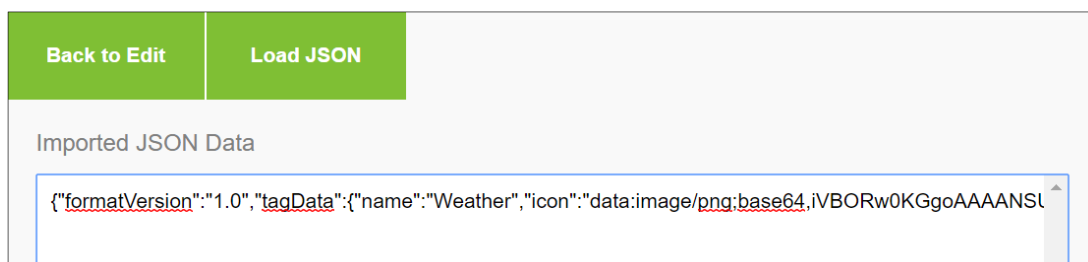 Back to Edit
Load JSON
Imported JSON Data
{"formatVersion":"1.0","tagData":{"name":"Weather","icon":"data:image/png;base64,iVBORw0KGgoAAAANSU